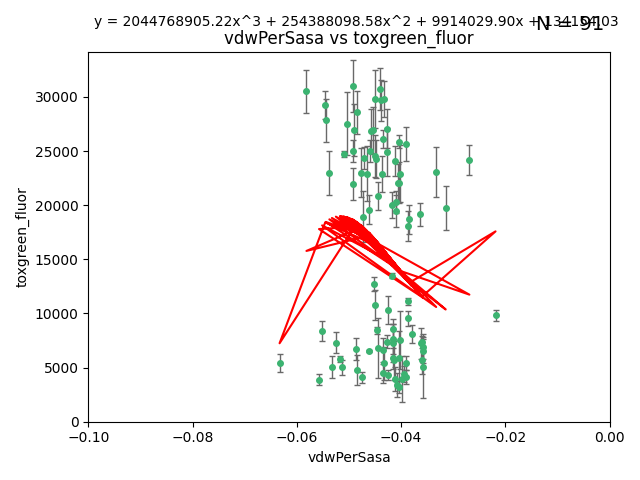 y = 2044768905.22x^3 + 254388098.58x^2 + 9914029.90x +
N = 91
vdwPerSasa vs toxgreen_fluor
30000
25000
20000
15000
10000
5000
0
toxgreen_fluor
−0.10
−0.08
−0.06
−0.04
−0.02
0.00
vdwPerSasa